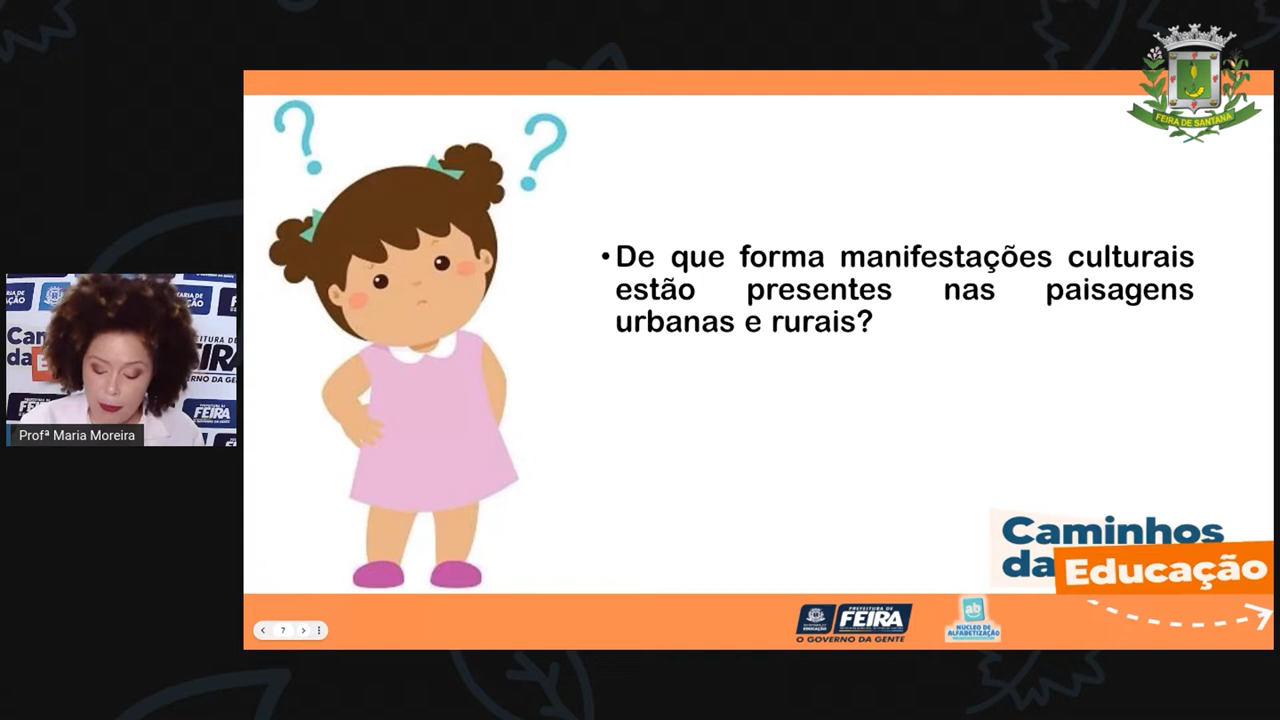 FEIRA DE SANTANA
? ?
• De que forma manifestações culturais
estão presentes nas paisagens
urbanas e rurais?
Profª Maria Moreira
Caminhos
da Educação
PREFEITURA DE
FEIRA
O GOVERNO DA GENTE
ab
NÚCLEO DE
ALFABETIZAÇÃO
7